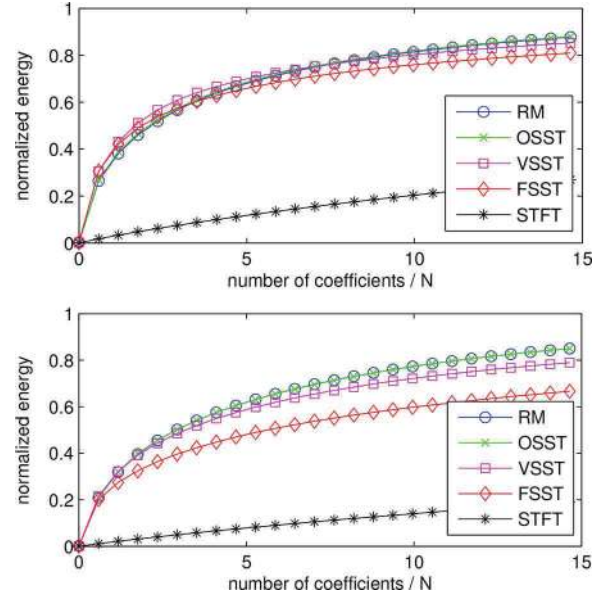 1
0.8
0.6
0.4
0.2
0
normalized energy
RM
OSST
VSST
FSST
STFT
0 5 10 15
number of coefficients / N
1
0.8
0.6
0.4
0.2
0
normalized energy
RM
OSST
VSST
FSST
STFT
0 5 10 15
number of coefficients / N